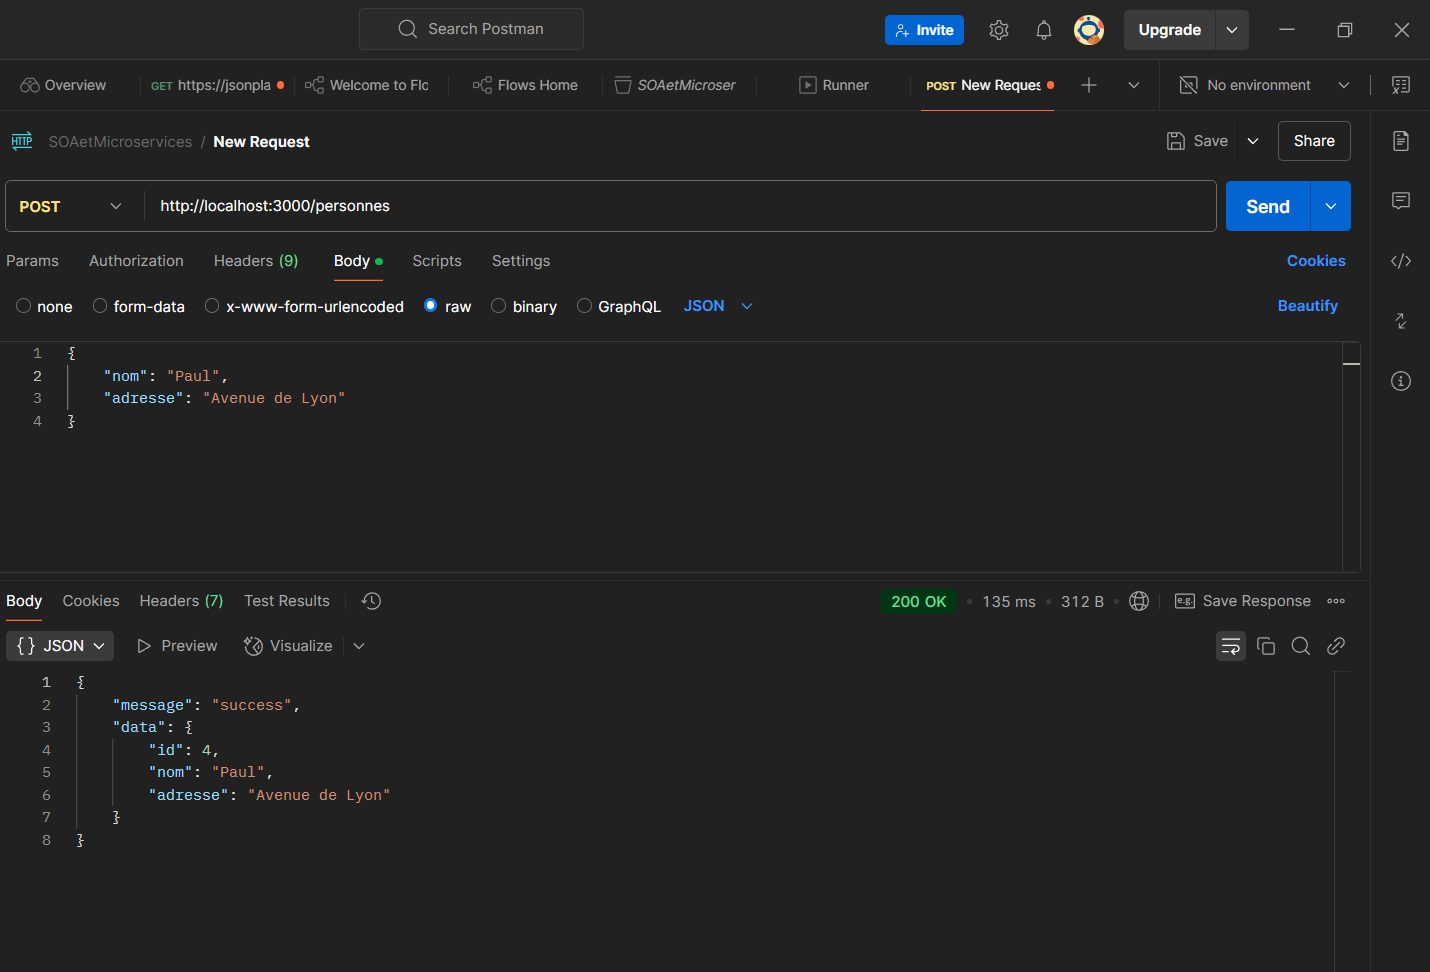 Search Postman
Invite
Upgrade
Overview
GET https://jsonpla
Welcome to Flc
Flows Home
SOAetMicroser
Runner
POST New Reques
No environment
HTTP SOAetMicroservices / New Request
Save
Share
POST http://localhost:3000/personnes
Send
Params Authorization Headers (9) Body Scripts Settings Cookies
none form-data x-www-form-urlencoded raw binary GraphQL JSON Beautify
1 {
2 "nom": "Paul",
3 "adresse": "Avenue de Lyon"
4 }
Body Cookies Headers (7) Test Results 200 OK • 135 ms • 312 B • e.g. Save Response
{} JSON Preview Visualize
1 {
2 "message": "success",
3 "data": {
4 "id": 4,
5 "nom": "Paul",
6 "adresse": "Avenue de Lyon"
7 }
8 }